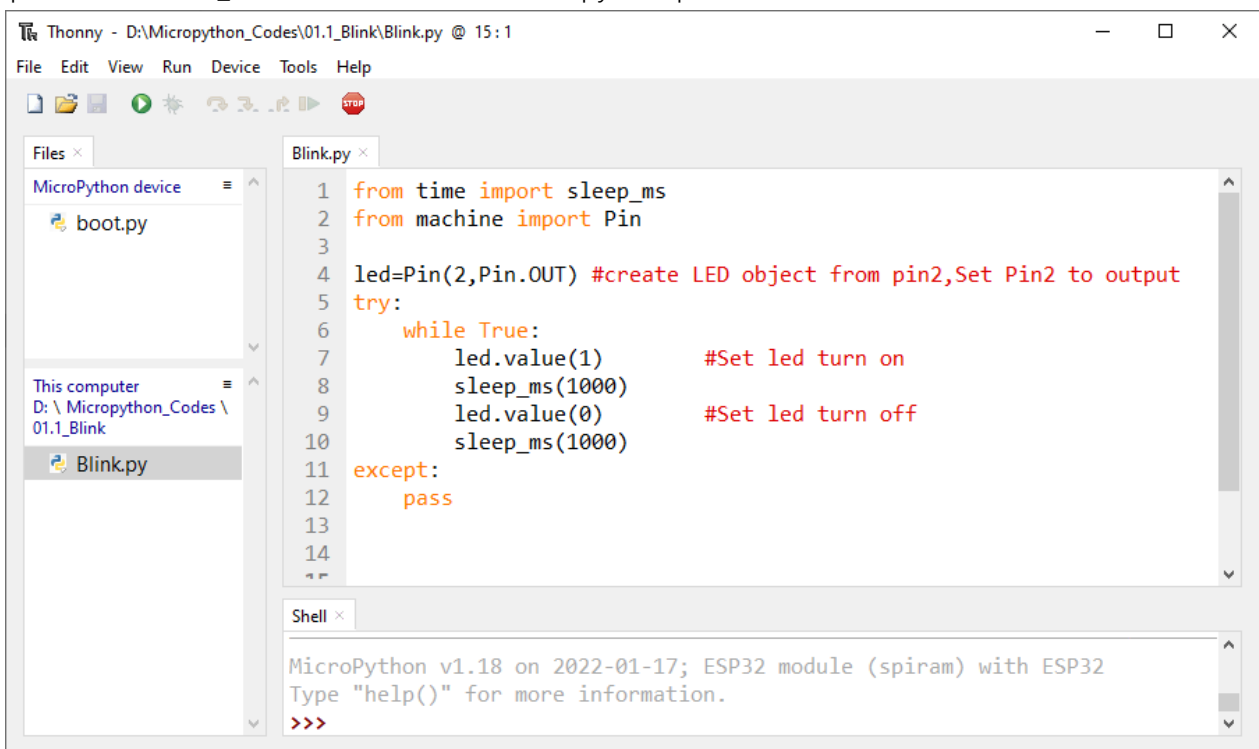 Thonny - D:\Micropython_Codes\01.1_Blink\Blink.py @ 15:1
File Edit View Run Device Tools Help
STOP
Files
MicroPython device
boot.py
This computer
D: \ Micropython_Codes \
01.1_Blink
Blink.py
Blink.py
1 from time import sleep_ms
2 from machine import Pin
3
4 led=Pin(2,Pin.OUT) #create LED object from pin2,Set Pin2 to output
5 try:
6     while True:
7         led.value(1)        #Set led turn on
8         sleep_ms(1000)
9         led.value(0)        #Set led turn off
10         sleep_ms(1000)
11 except:
12     pass
13
14
Shell
MicroPython v1.18 on 2022-01-17; ESP32 module (spiram) with ESP32
Type "help()" for more information.
>>>